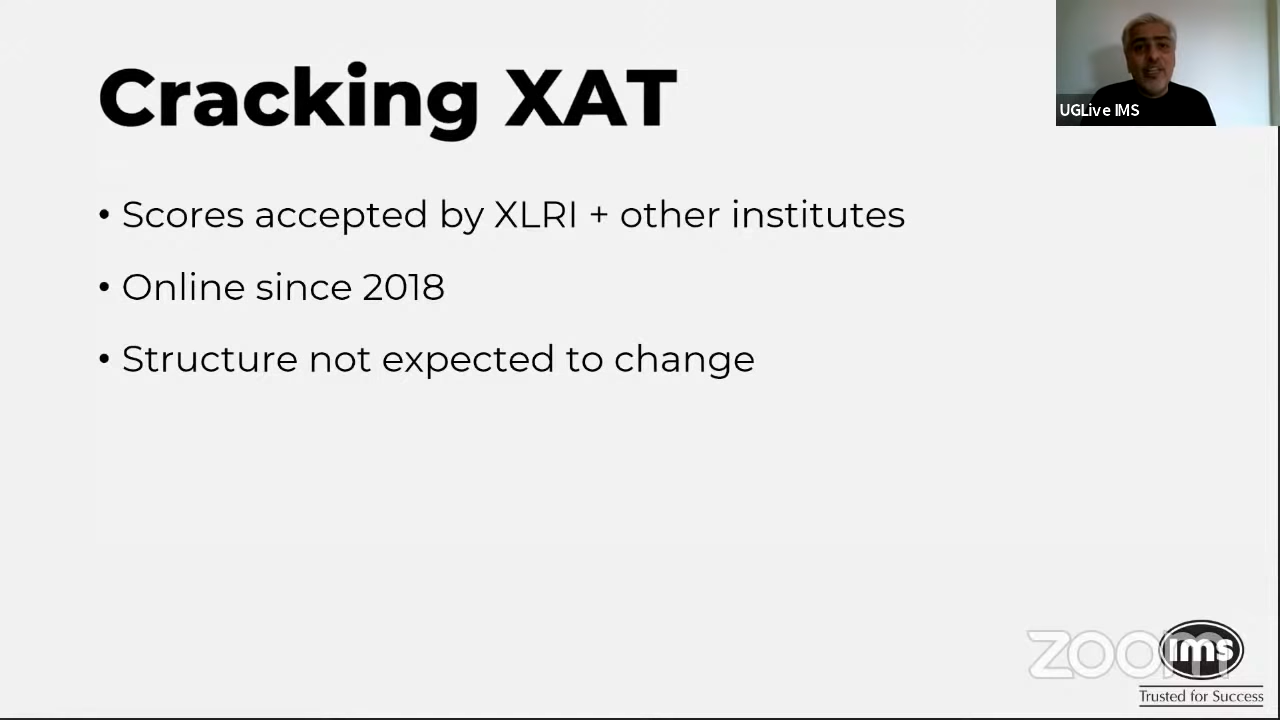 Cracking XAT
UGLive IMS
• Scores accepted by XLRI + other institutes
• Online since 2018
• Structure not expected to change
zoom
ims
Trusted for Success